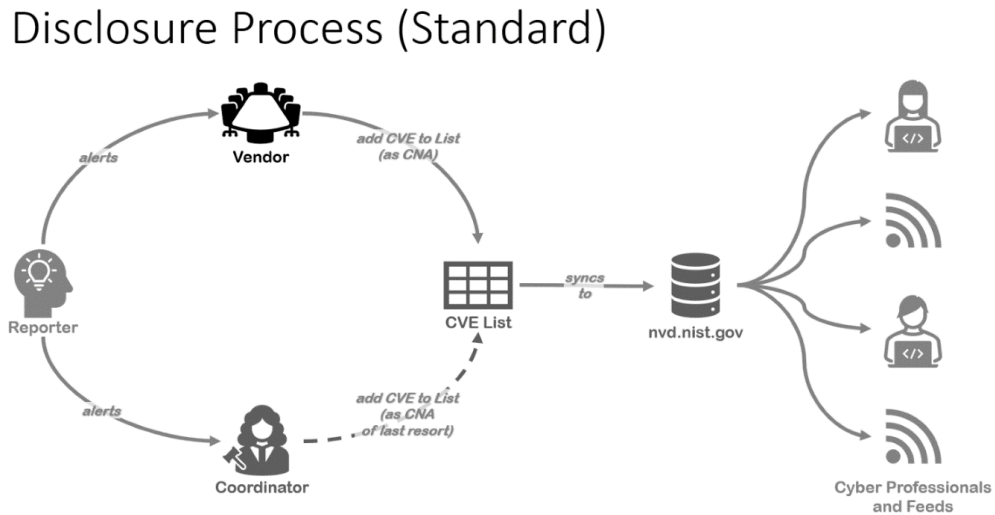 Disclosure Process (Standard)
alerts
Vendor
add CVE to List
(as CNA)
Reporter
CVE List
syncs
to
nvd.nist.gov
alerts
add CVE to List
(as CNA
of last resort)
Coordinator
Cyber Professionals
and Feeds